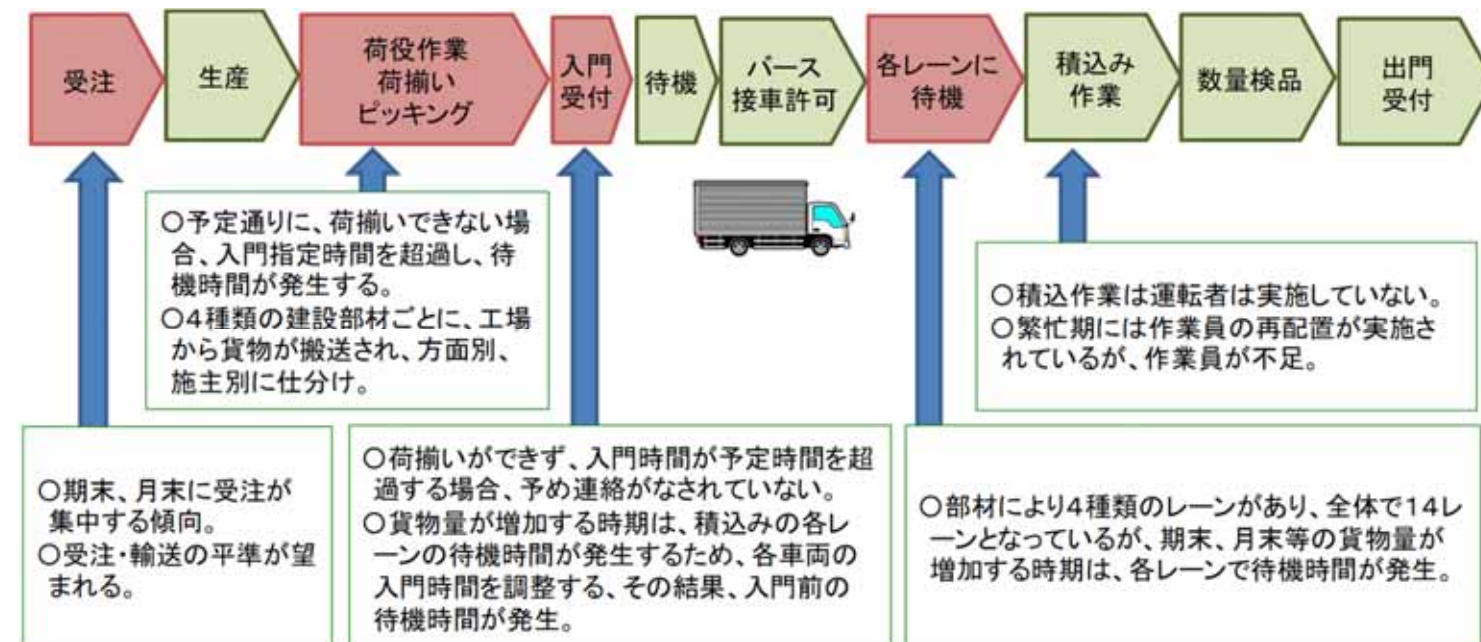 受注
生産
荷役作業
荷揃い
ピッキング
入門
受付
待機
バース
接車許可
各レーンに
待機
積込み
作業
数量検品
出門
受付
○予定通りに、荷揃いできない場
合、入門指定時間を超過し、待
機時間が発生する。
○4種類の建設部材ごとに、工場
から貨物が搬送され、方面別、
施主別に仕分け。
○積込作業は運転者は実施していない。
○繁忙期には作業員の再配置が実施さ
れているが、作業員が不足。
○期末、月末に受注が
集中する傾向。
○受注・輸送の平準が望
まれる。
○荷揃いができず、入門時間が予定時間を超
過する場合、予め連絡がなされていない。
○貨物量が増加する時期は、積込みの各レ
ーンの待機時間が発生するため、各車両の
入門時間を調整する、その結果、入門前の
待機時間が発生。
○部材により4種類のレーンがあり、全体で14レ
ーンとなっているが、期末、月末等の貨物量が
増加する時期は、各レーンで待機時間が発生。